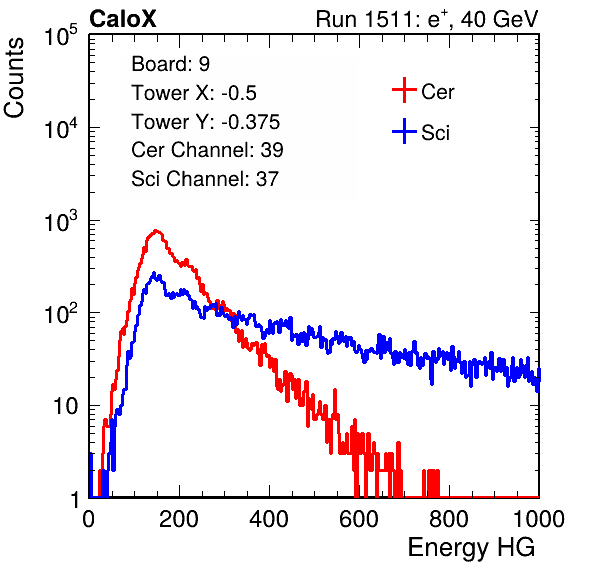 CaloX Run 1511: e⁺, 40 GeV
Counts
Board: 9
Tower X: -0.5
Tower Y: -0.375
Cer Channel: 39
Sci Channel: 37
Cer
Sci
10⁵
10⁴
10³
10²
10
1
0 200 400 600 800 1000
Energy HG